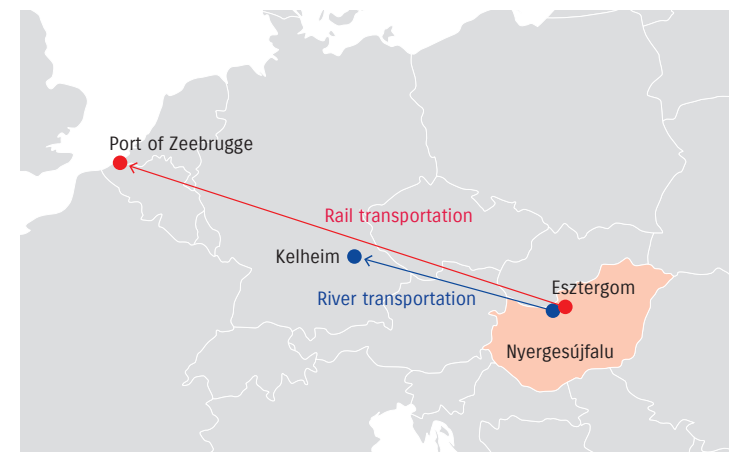 Port of Zeebrugge
Rail transportation
Kelheim
Esztergom
River transportation
Nyergesújfalu